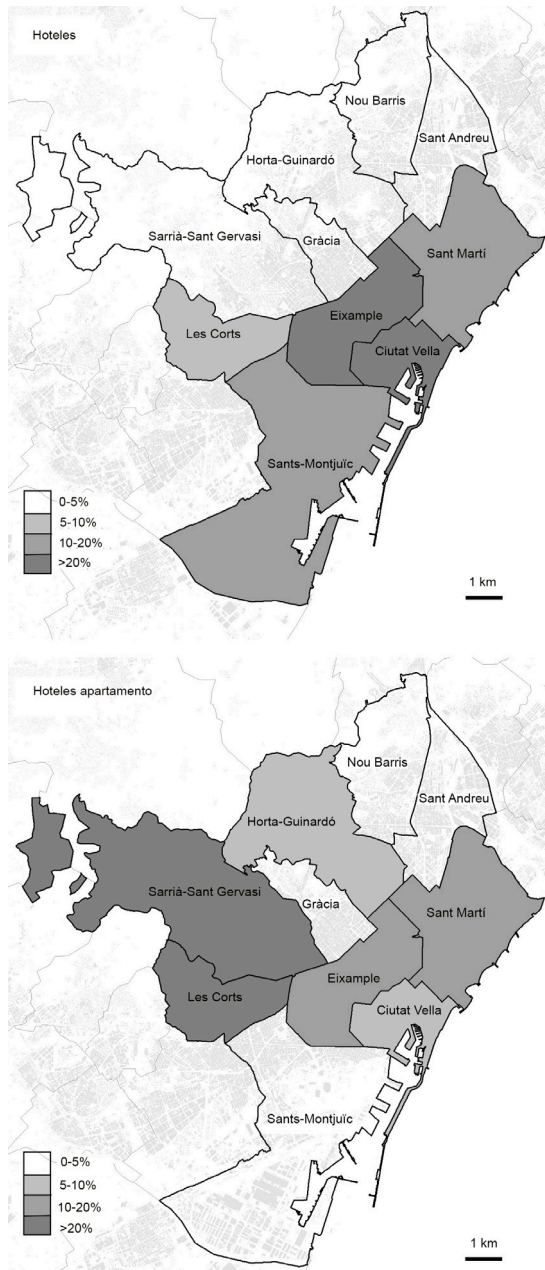 Hoteles
Nou Barris
Sant Andreu
Horta-Guinardó
Sarrià-Sant Gervasi
Gràcia
Sant Martí
Eixample
Les Corts
Ciutat Vella
Sants-Montjuïc
0-5%
5-10%
10-20%
>20%
1 km
Hoteles apartamento
Nou Barris
Sant Andreu
Horta-Guinardó
Sarrià-Sant Gervasi
Gràcia
Sant Martí
Eixample
Les Corts
Ciutat Vella
Sants-Montjuïc
0-5%
5-10%
10-20%
>20%
1 km